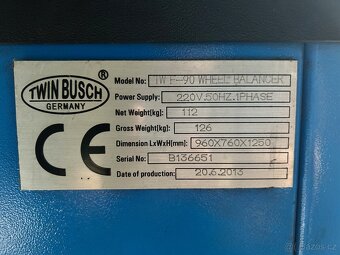 TWIN BUSCH ®
GERMANY
CE
Model No: TW F-90 WHEEL BALANCER
Power Supply: 220V.50HZ.1PHASE
Net Weight(kg): 112
Gross Weight(kg): 126
Dimension LxWxH(mm): 960X760X1250
Serial No: B136651
Date of production: 20.6.2013